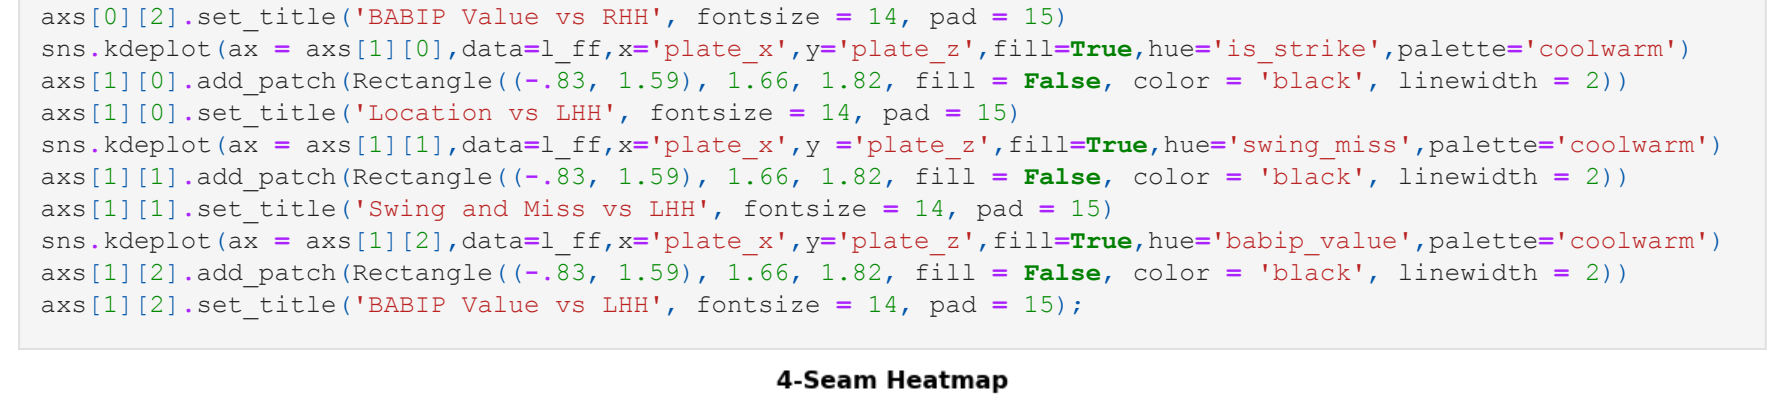 axs[0][2].set_title('BABIP Value vs RHH', fontsize = 14, pad = 15)
sns.kdeplot(ax = axs[1][0],data=l_ff,x='plate_x',y='plate_z',fill=True,hue='is_strike',palette='coolwarm')
axs[1][0].add_patch(Rectangle((-.83, 1.59), 1.66, 1.82, fill = False, color = 'black', linewidth = 2))
axs[1][0].set_title('Location vs LHH', fontsize = 14, pad = 15)
sns.kdeplot(ax = axs[1][1],data=l_ff,x='plate_x',y ='plate_z',fill=True,hue='swing_miss',palette='coolwarm')
axs[1][1].add_patch(Rectangle((-.83, 1.59), 1.66, 1.82, fill = False, color = 'black', linewidth = 2))
axs[1][1].set_title('Swing and Miss vs LHH', fontsize = 14, pad = 15)
sns.kdeplot(ax = axs[1][2],data=l_ff,x='plate_x',y='plate_z',fill=True,hue='babip_value',palette='coolwarm')
axs[1][2].add_patch(Rectangle((-.83, 1.59), 1.66, 1.82, fill = False, color = 'black', linewidth = 2))
axs[1][2].set_title('BABIP Value vs LHH', fontsize = 14, pad = 15);
4-Seam Heatmap